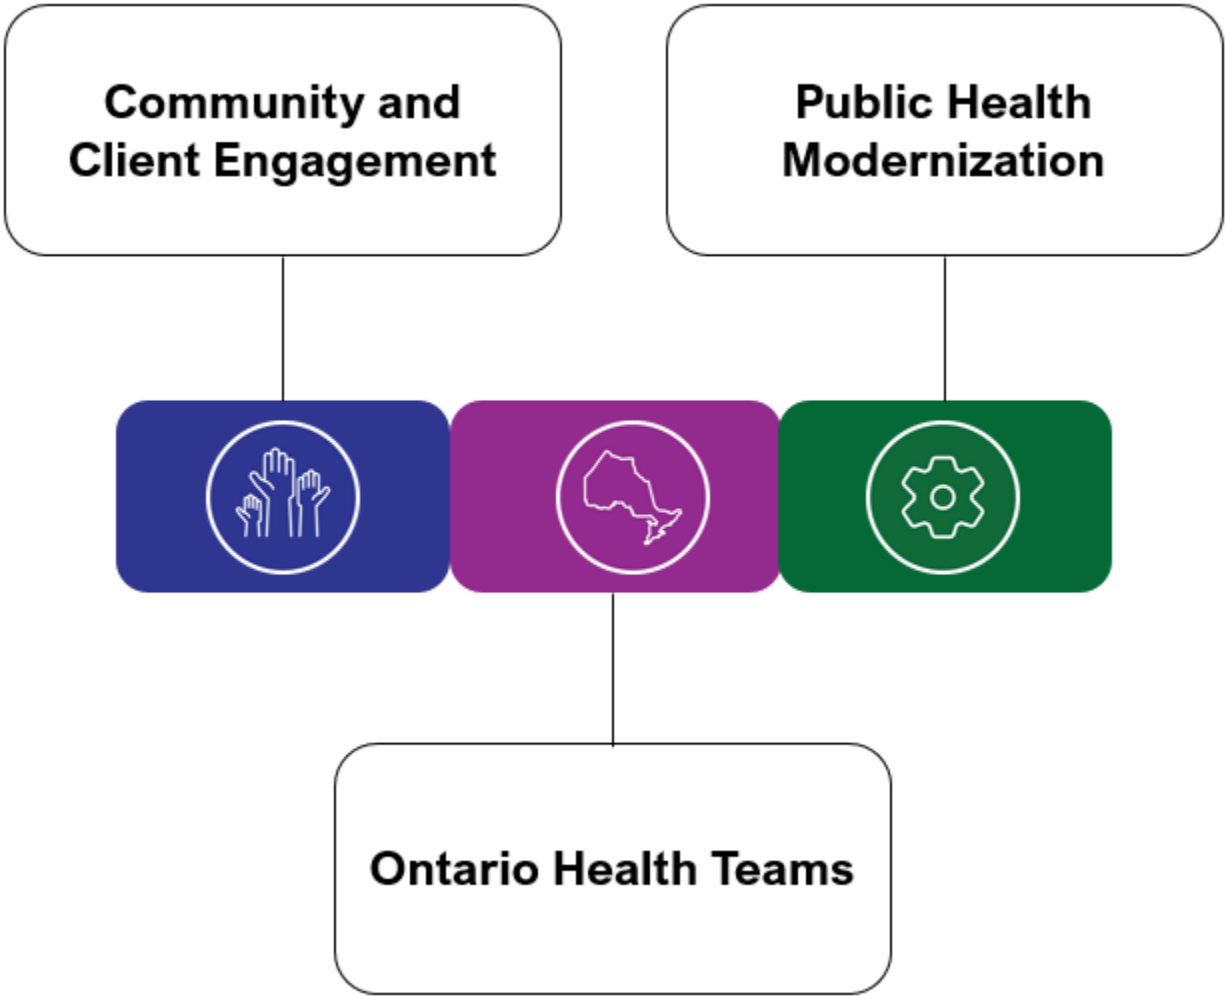 Community and
Client Engagement
Public Health
Modernization
Ontario Health Teams